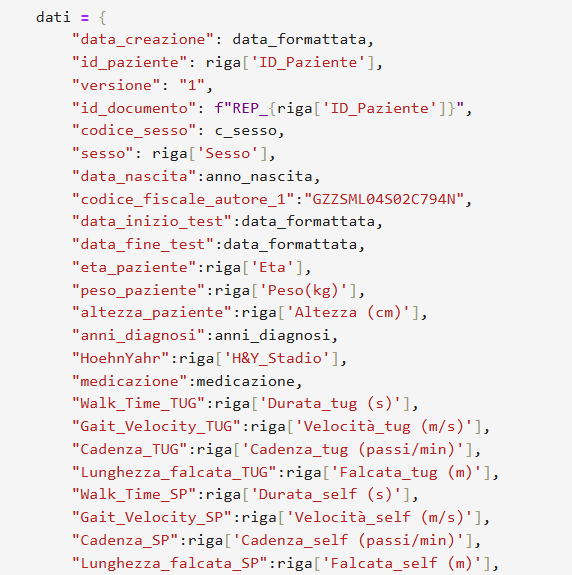 dati = {
"data_creazione": data_formattata,
"id_paziente": riga['ID_Paziente'],
"versione": "1",
"id_documento": f"REP_{riga['ID_Paziente']}",
"codice_sesso": c_sesso,
"sesso": riga['Sesso'],
"data_nascita":anno_nascita,
"codice_fiscale_autore_1":"GZZSML04S02C794N",
"data_inizio_test":data_formattata,
"data_fine_test":data_formattata,
"eta_paziente":riga['Eta'],
"peso_paziente":riga['Peso(kg)'],
"altezza_paziente":riga['Altezza (cm)'],
"anni_diagnosi":anni_diagnosi,
"HoehnYahr":riga['H&Y_Stadio'],
"medicazione":medicazione,
"Walk_Time_TUG":riga['Durata_tug (s)'],
"Gait_Velocity_TUG":riga['Velocità_tug (m/s)'],
"Cadenza_TUG":riga['Cadenza_tug (passi/min)'],
"Lunghezza_falcata_TUG":riga['Falcata_tug (m)'],
"Walk_Time_SP":riga['Durata_self (s)'],
"Gait_Velocity_SP":riga['Velocità_self (m/s)'],
"Cadenza_SP":riga['Cadenza_self (passi/min)'],
"Lunghezza_falcata_SP":riga['Falcata_self (m)],